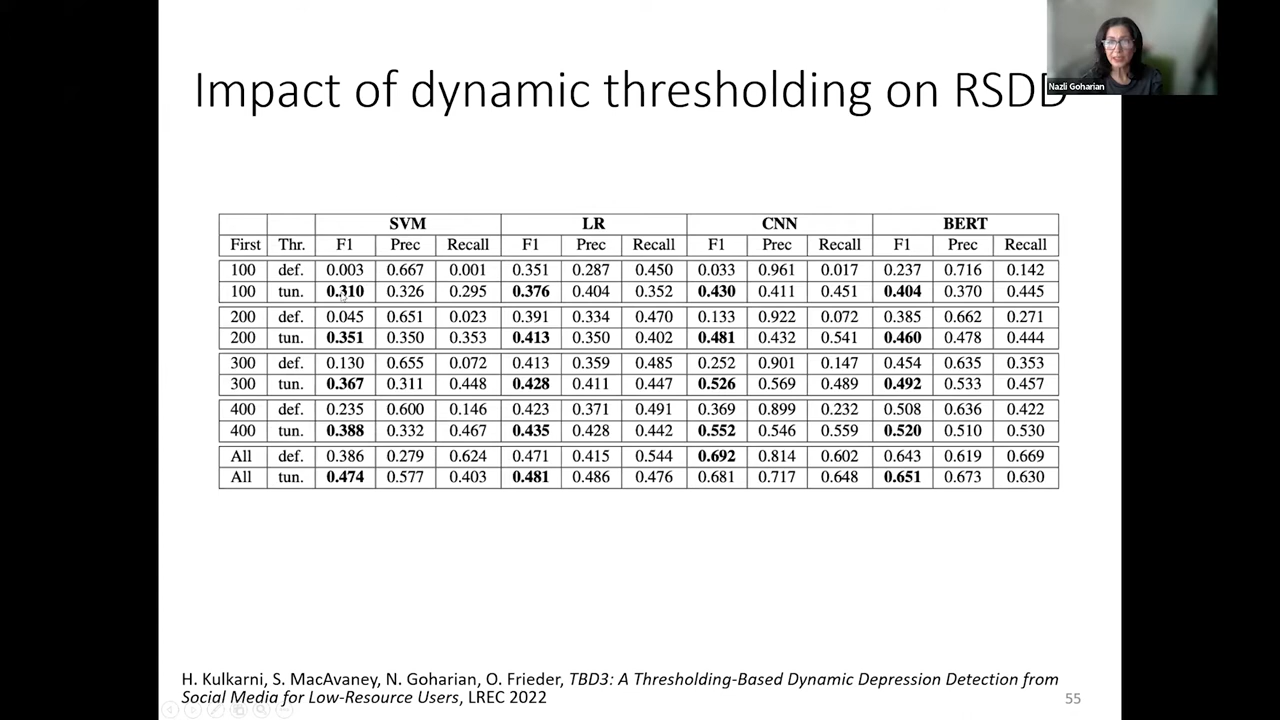 Impact of dynamic thresholding on RSDD
Nazli Goharian
SVM LR CNN BERT
First Thr. F1 Prec Recall F1 Prec Recall F1 Prec Recall F1 Prec Recall
100 def. 0.003 0.667 0.001 0.351 0.287 0.450 0.033 0.961 0.017 0.237 0.716 0.142
100 tun. 0.310 0.326 0.295 0.376 0.404 0.352 0.430 0.411 0.451 0.404 0.370 0.445
200 def. 0.045 0.651 0.023 0.391 0.334 0.470 0.133 0.922 0.072 0.385 0.662 0.271
200 tun. 0.351 0.350 0.353 0.413 0.350 0.402 0.481 0.432 0.541 0.460 0.478 0.444
300 def. 0.130 0.655 0.072 0.413 0.359 0.485 0.252 0.901 0.147 0.454 0.635 0.353
300 tun. 0.367 0.311 0.448 0.428 0.411 0.447 0.526 0.569 0.489 0.492 0.533 0.457
400 def. 0.235 0.600 0.146 0.423 0.371 0.491 0.369 0.899 0.232 0.508 0.636 0.422
400 tun. 0.388 0.332 0.467 0.435 0.428 0.442 0.552 0.546 0.559 0.520 0.510 0.530
All def. 0.386 0.279 0.624 0.471 0.415 0.544 0.692 0.814 0.602 0.643 0.619 0.669
All tun. 0.474 0.577 0.403 0.481 0.486 0.476 0.681 0.717 0.648 0.651 0.673 0.630
H. Kulkarni, S. MacAvaney, N. Goharian, O. Frieder, TBD3: A Thresholding-Based Dynamic Depression Detection from
Social Media for Low-Resource Users, LREC 2022
55